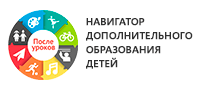 После
уроков
НАВИГАТОР
ДОПОЛНИТЕЛЬНОГО
ОБРАЗОВАНИЯ
ДЕТЕЙ